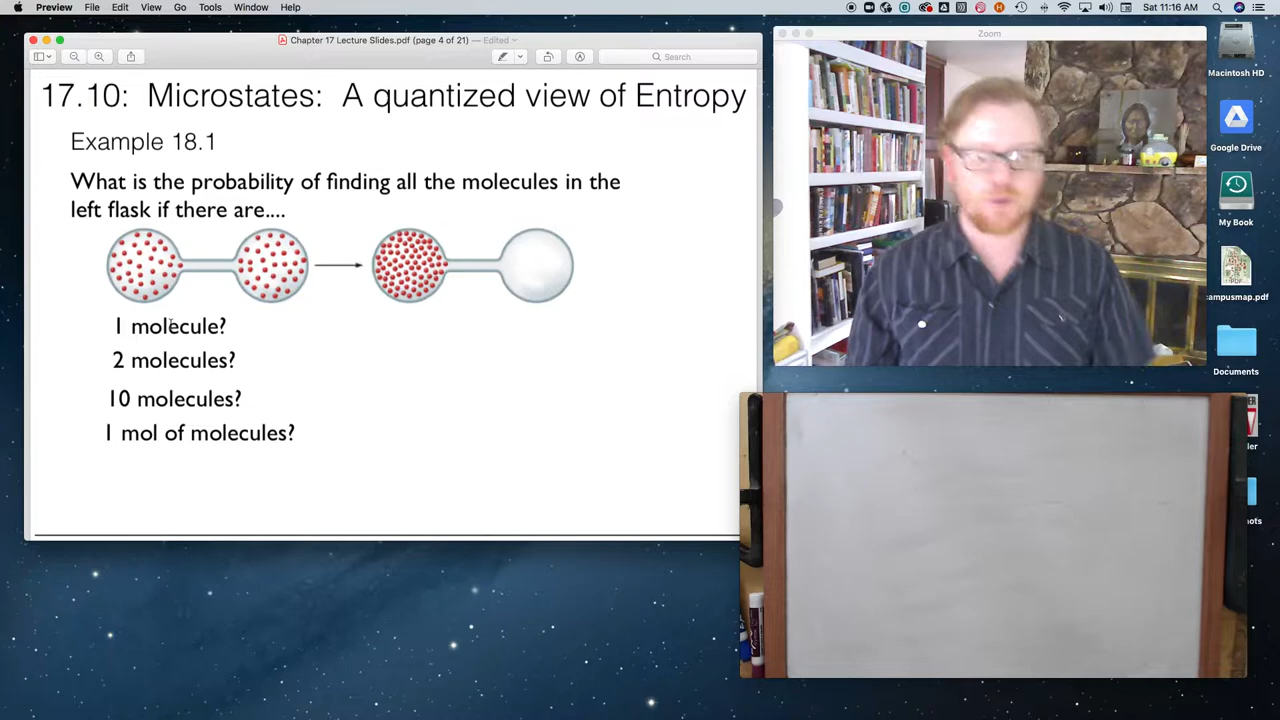 Preview File Edit View Go Tools Window Help
Sat 11:16 AM
Chapter 17 Lecture Slides.pdf (page 4 of 21) — Edited
Search
17.10: Microstates: A quantized view of Entropy
Example 18.1
What is the probability of finding all the molecules in the
left flask if there are....
1 molecule?
2 molecules?
10 molecules?
1 mol of molecules?
Zoom
Macintosh HD
Google Drive
My Book
PDF
campusmap.pdf
Documents